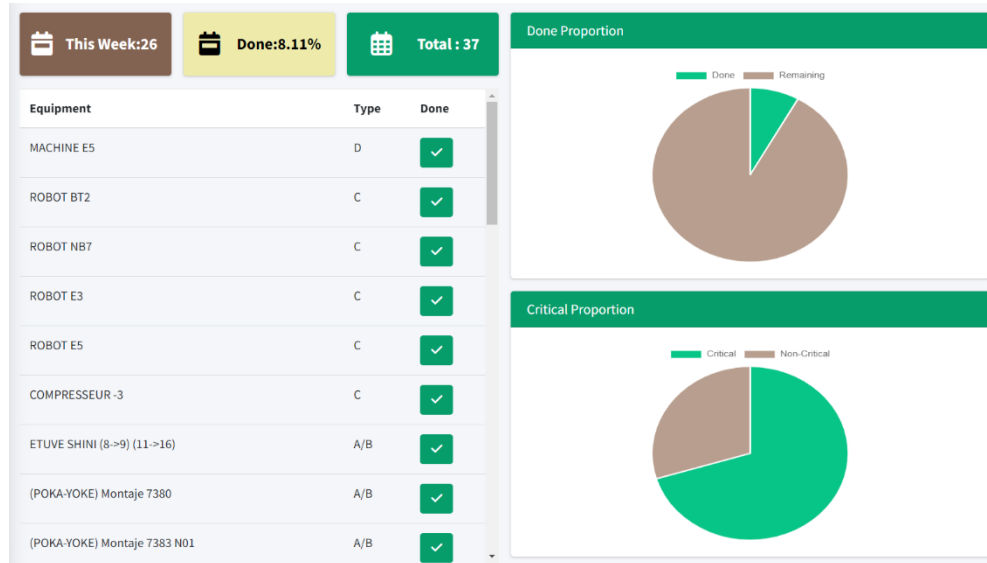 This Week:26
Done:8.11%
Total : 37
Equipment Type Done
MACHINE E5 D
ROBOT BT2 C
ROBOT NB7 C
ROBOT E3 C
ROBOT E5 C
COMPRESSEUR -3 C
ETUVE SHINI (8->9) (11->16) A/B
(POKA-YOKE) Montaje 7380 A/B
(POKA-YOKE) Montaje 7383 N01 A/B
Done Proportion
Done Remaining
Critical Proportion
Critical Non-Critical